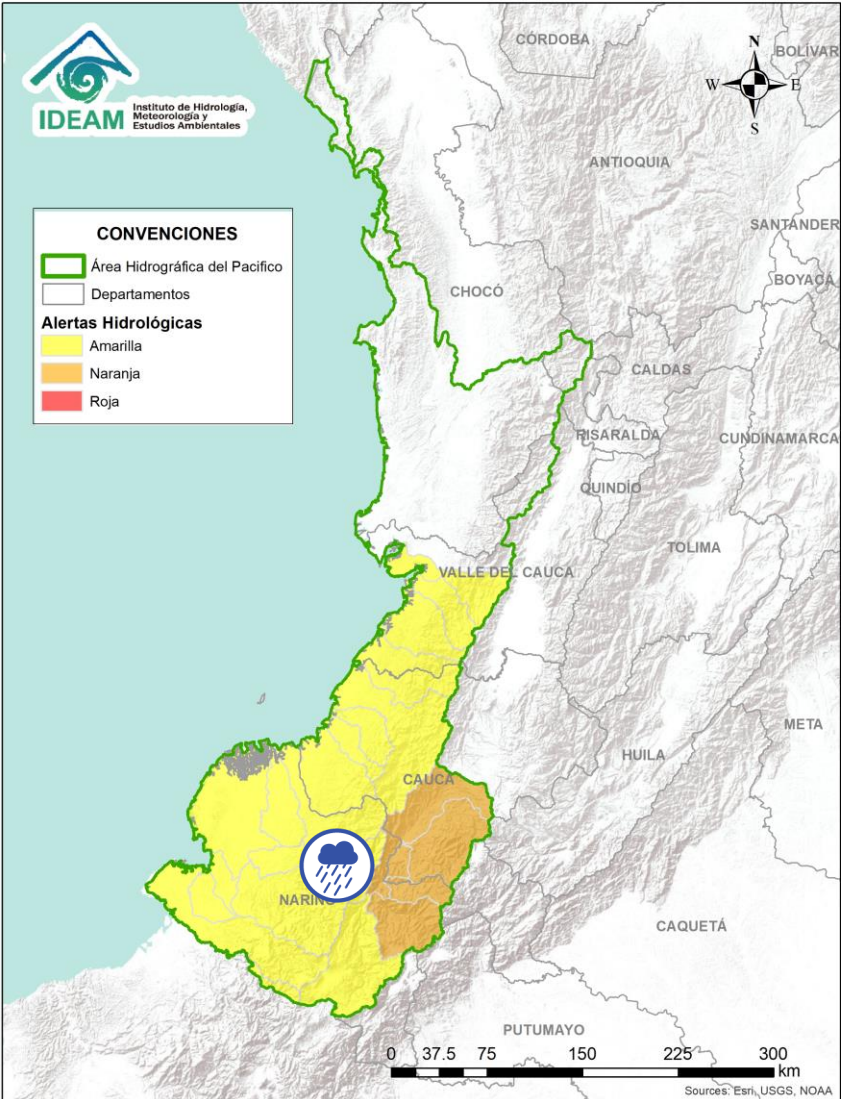 IDEAM
Instituto de Hidrología,
Meteorología y
Estudios Ambientales
CÓRDOBA
BOLÍVAR
N
W E
S
ANTIOQUIA
SANTANDER
BOYACÁ
CONVENCIONES
Área Hidrográfica del Pacifico
Departamentos
Alertas Hidrológicas
Amarilla
Naranja
Roja
CHOCÓ
CALDAS
RISARALDA
CUNDINAMARCA
QUINDÍO
TOLIMA
VALLE DEL CAUCA
META
HUILA
CAUCA
NARIÑO
CAQUETÁ
PUTUMAYO
0 37.5 75 150 225 300
km
Sources: Esri, USGS, NOAA